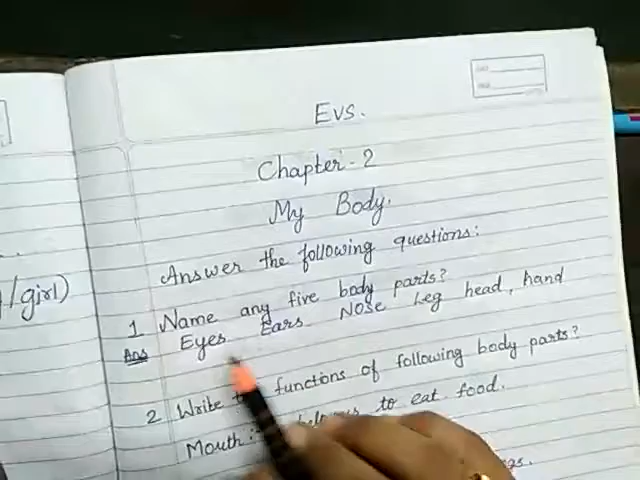 Evs.
Chapter-2
My Body.
Answer the following questions:
/girl)
1 Name any five body parts?
Ans Eyes Ears Nose Leg head, hand
2 Write functions of following body parts?
Mouth: to eat food.